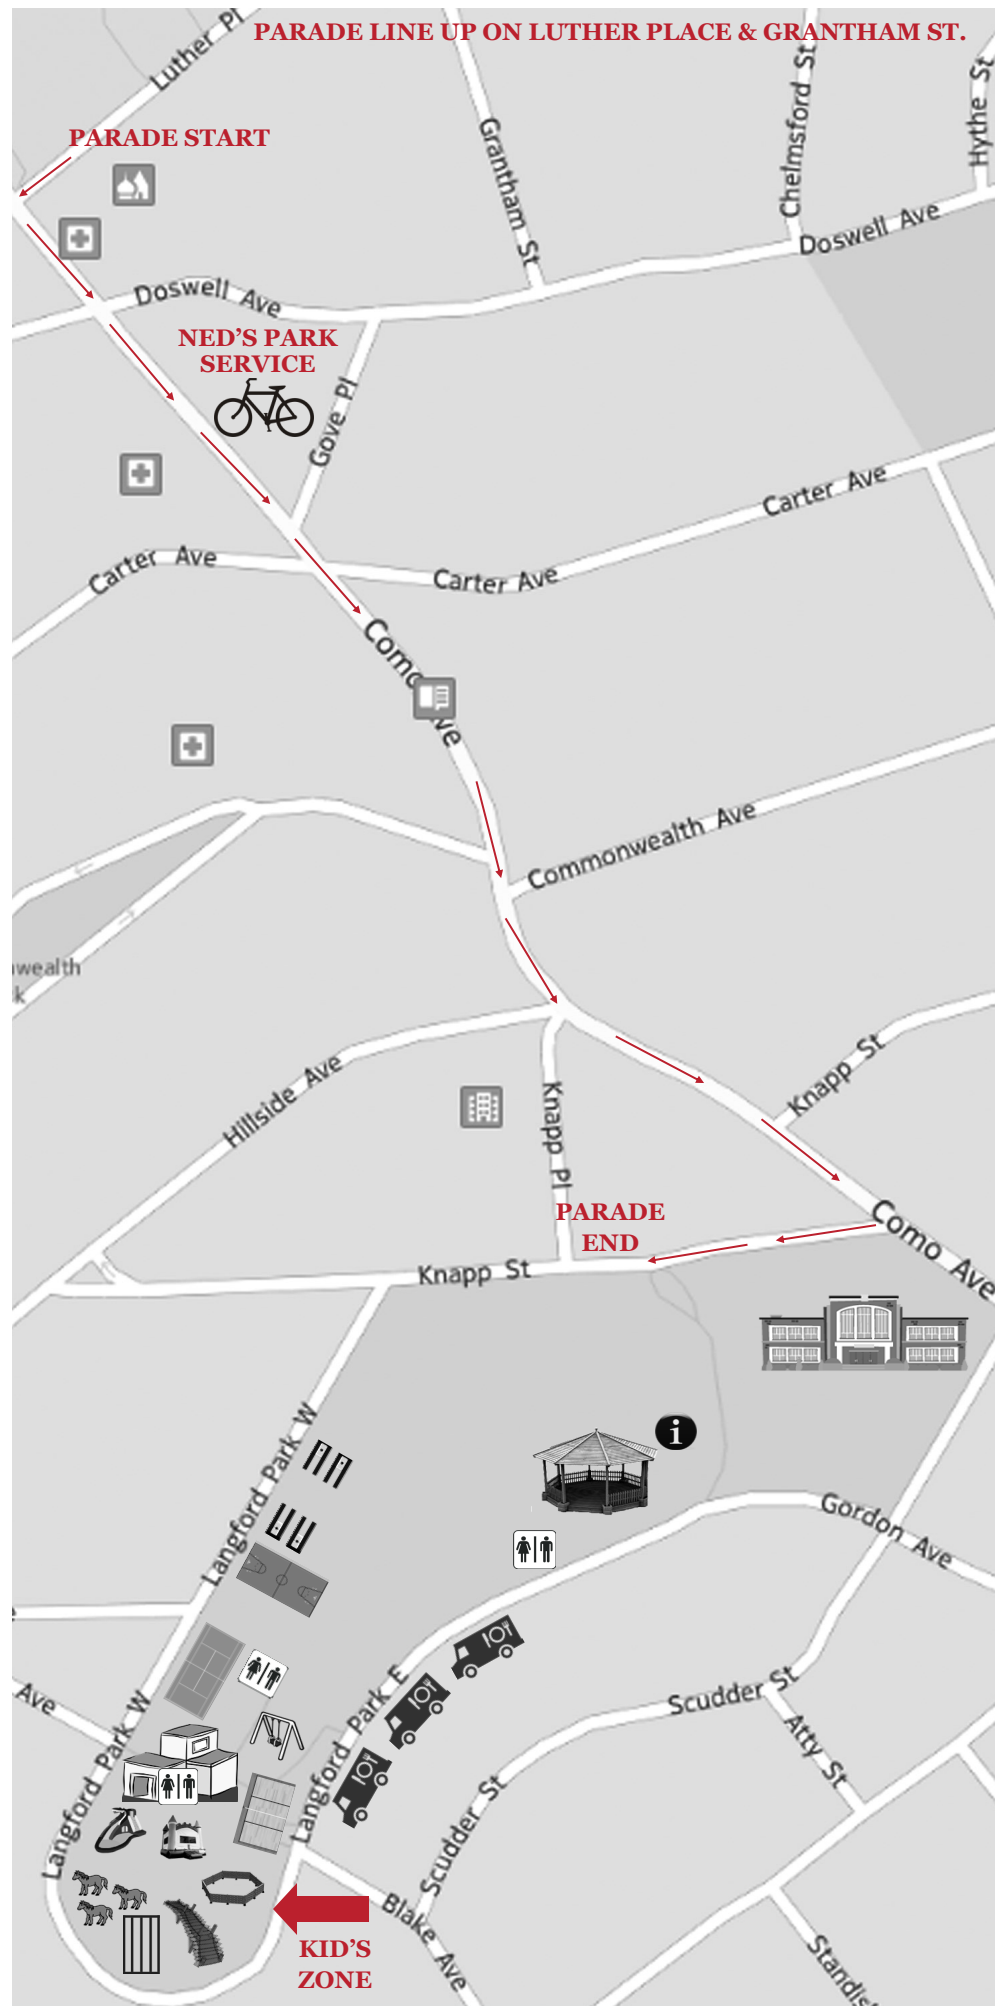 PARADE LINE UP ON LUTHER PLACE & GRANTHAM ST.
Luther Pl
PARADE START
Grantham St
Chelmsford St
Hythe St
Doswell Ave
Doswell Ave
NED'S PARK
SERVICE
Gove Pl
Carter Ave
Carter Ave
Carter Ave
Como Ave
Commonwealth Ave
wealth
k
Hillside Ave
Knapp Pl
Knapp St
PARADE
END
Knapp St
Como Ave
i
Langford Park W
Gordon Ave
Langford Park E
Scudder St
Ave
Atty St
Langford Park W
Scudder St
Blake Ave
KID'S
ZONE
Standis